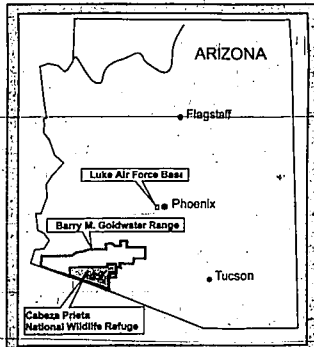 ARIZONA
Flagstaff
Luke Air Force Base
Phoenix
Barry M. Goldwater Range
Tucson
Cabeza Prieta
National Wildlife Refuge